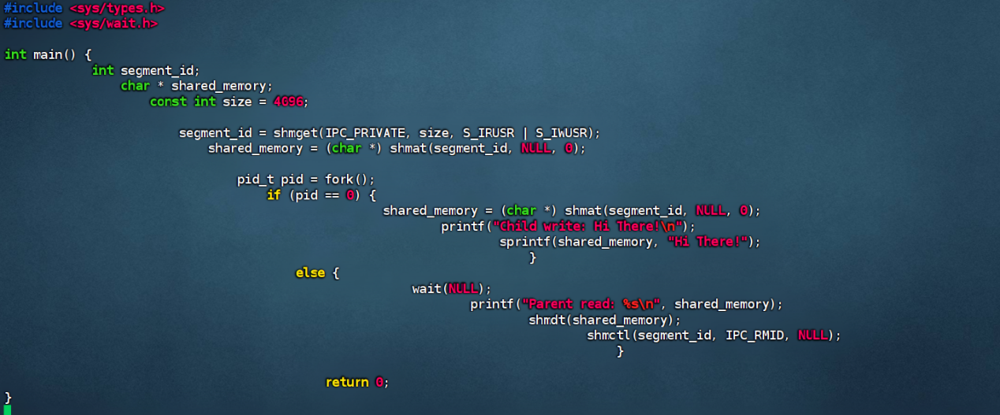 #include <sys/types.h>
#include <sys/wait.h>
int main() {
int segment_id;
char * shared_memory;
const int size = 4096;
segment_id = shmget(IPC_PRIVATE, size, S_IRUSR | S_IWUSR);
shared_memory = (char *) shmat(segment_id, NULL, 0);
pid_t pid = fork();
if (pid == 0) {
shared_memory = (char *) shmat(segment_id, NULL, 0);
printf("Child write: Hi There!\n");
sprintf(shared_memory, "Hi There!");
}
else {
wait(NULL);
printf("Parent read: %s\n", shared_memory);
shmdt(shared_memory);
shmctl(segment_id, IPC_RMID, NULL);
}
return 0;
}